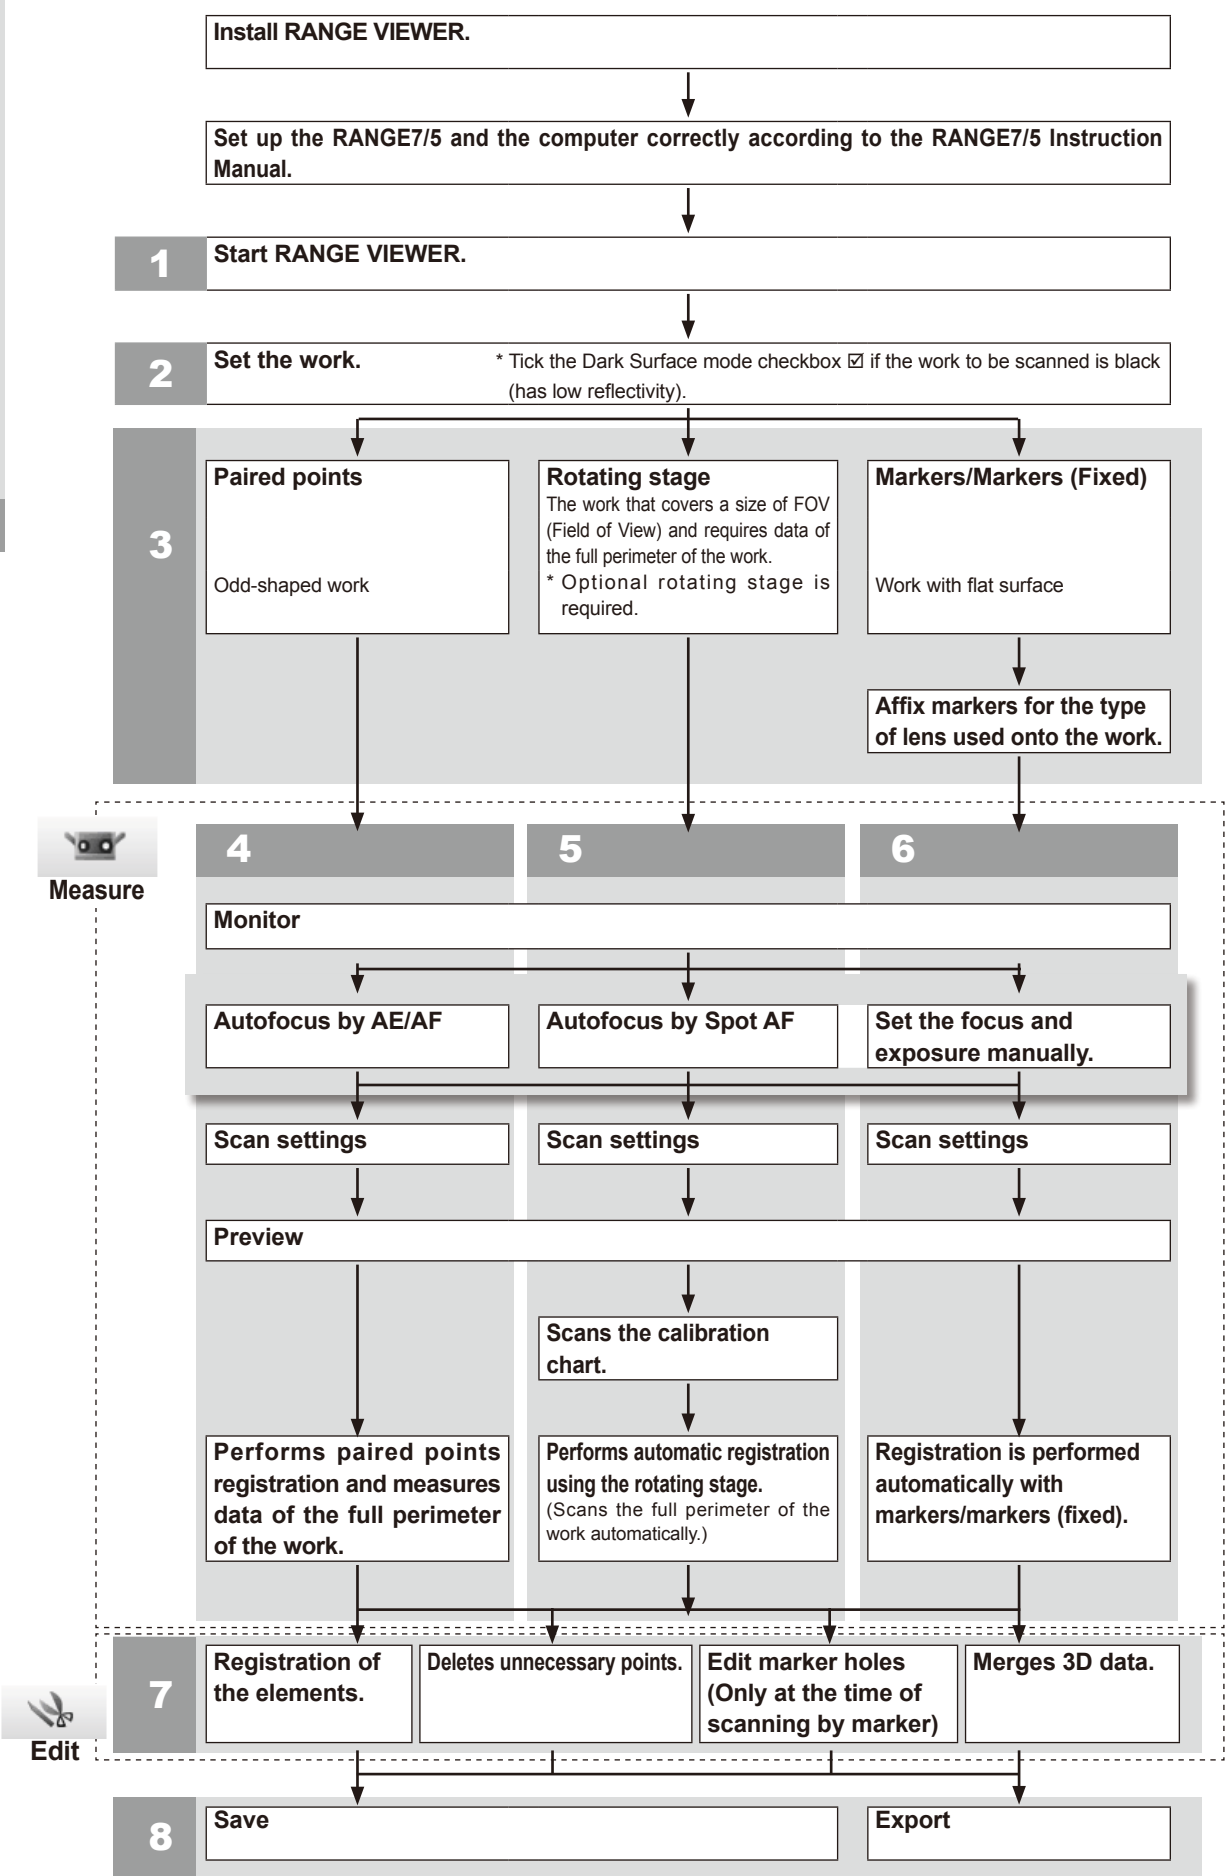 Install RANGE VIEWER.
Set up the RANGE7/5 and the computer correctly according to the RANGE7/5 Instruction
Manual.
1
Start RANGE VIEWER.
2
Set the work.
* Tick the Dark Surface mode checkbox ☑ if the work to be scanned is black
(has low reflectivity).
3
Paired points
Odd-shaped work
Rotating stage
The work that covers a size of FOV
(Field of View) and requires data of
the full perimeter of the work.
* Optional rotating stage is
required.
Markers/Markers (Fixed)
Work with flat surface
Affix markers for the type
of lens used onto the work.
Measure
4
5
6
Monitor
Autofocus by AE/AF
Autofocus by Spot AF
Set the focus and
exposure manually.
Scan settings
Scan settings
Scan settings
Preview
Scans the calibration
chart.
Performs paired points
registration and measures
data of the full perimeter
of the work.
Performs automatic registration
using the rotating stage.
(Scans the full perimeter of the
work automatically.)
Registration is performed
automatically with
markers/markers (fixed).
Edit
7
Registration of
the elements.
Deletes unnecessary points.
Edit marker holes
(Only at the time of
scanning by marker)
Merges 3D data.
8
Save
Export